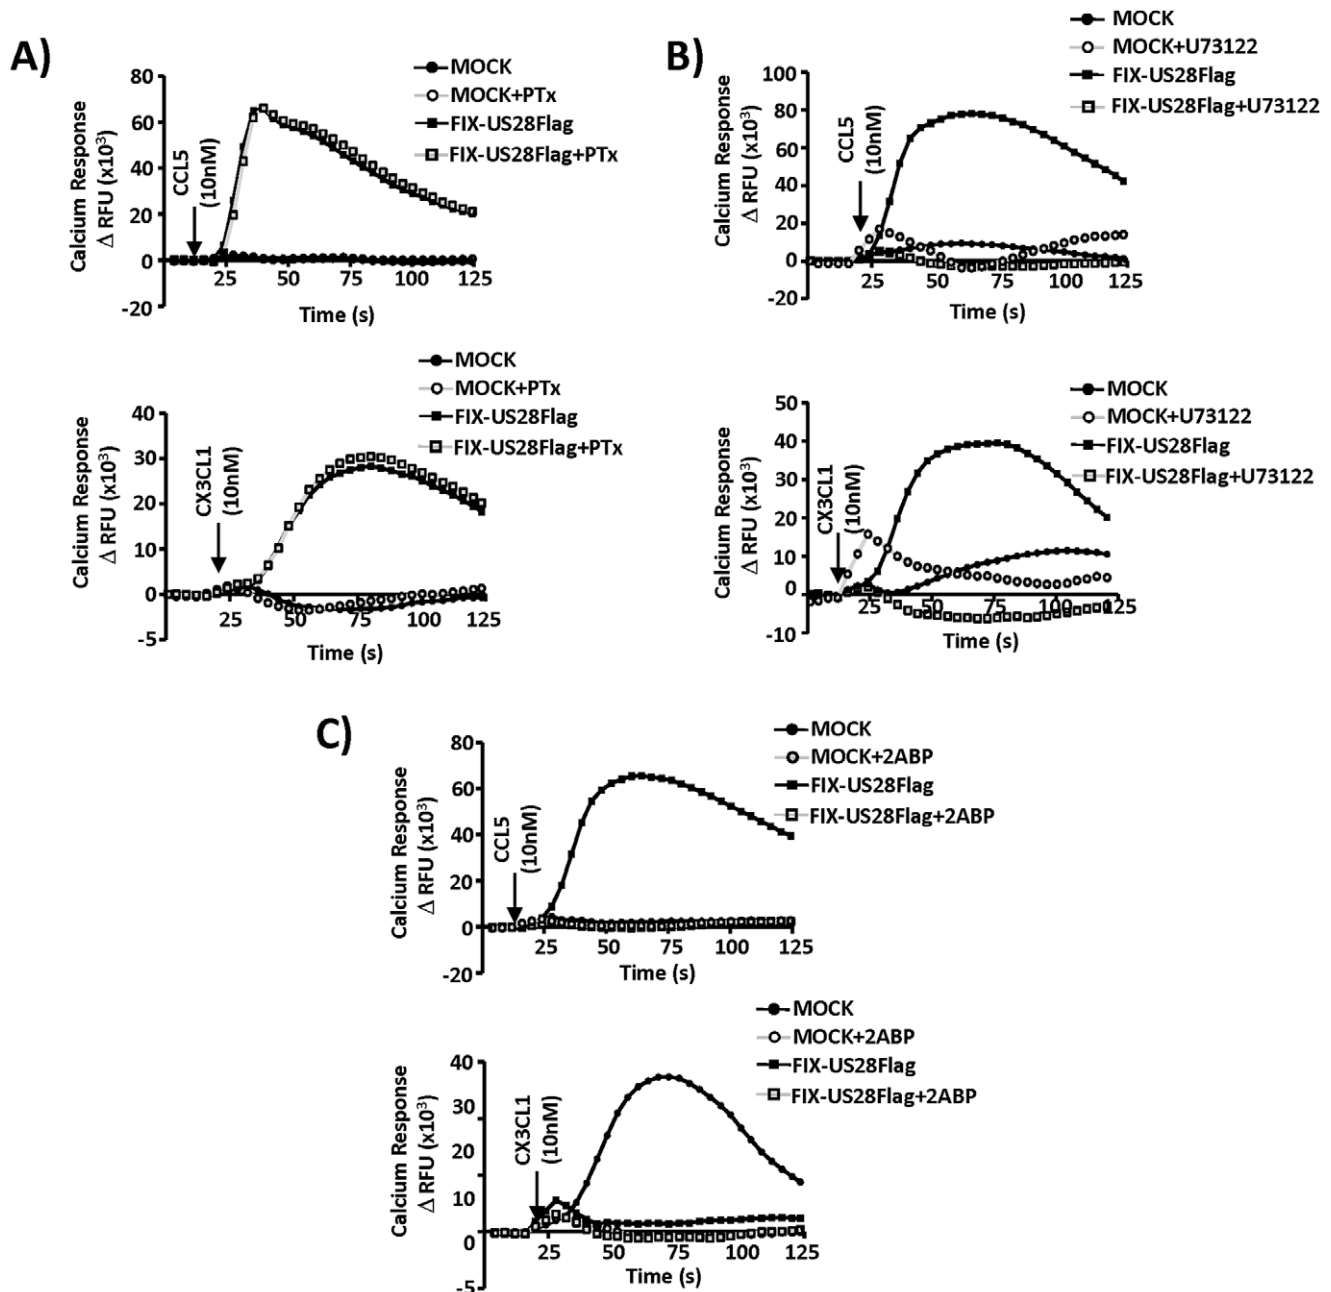 A)
MOCK
MOCK+PTx
FIX-US28Flag
FIX-US28Flag+PTx
Calcium Response
Δ RFU (x10³)
80
60
40
20
0
-20
CCL5
(10nM)
25
50
75
100
125
Time (s)
MOCK
MOCK+PTx
FIX-US28Flag
FIX-US28Flag+PTx
Calcium Response
Δ RFU (x10³)
40
30
20
10
0
-5
CX3CL1
(10nM)
25
50
75
100
125
Time (s)
B)
MOCK
MOCK+U73122
FIX-US28Flag
FIX-US28Flag+U73122
Calcium Response
Δ RFU (x10³)
100
80
60
40
20
0
-20
CCL5
(10nM)
25
50
75
100
125
Time (s)
MOCK
MOCK+U73122
FIX-US28Flag
FIX-US28Flag+U73122
Calcium Response
Δ RFU (x10³)
50
40
30
20
10
0
-10
CX3CL1
(10nM)
25
50
75
100
125
Time (s)
C)
MOCK
MOCK+2ABP
FIX-US28Flag
FIX-US28Flag+2ABP
Calcium Response
Δ RFU (x10³)
80
60
40
20
0
-20
CCL5
(10nM)
25
50
75
100
125
Time (s)
MOCK
MOCK+2ABP
FIX-US28Flag
FIX-US28Flag+2ABP
Calcium Response
Δ RFU (x10³)
40
30
20
10
0
-5
CX3CL1
(10nM)
25
50
75
100
125
Time (s)